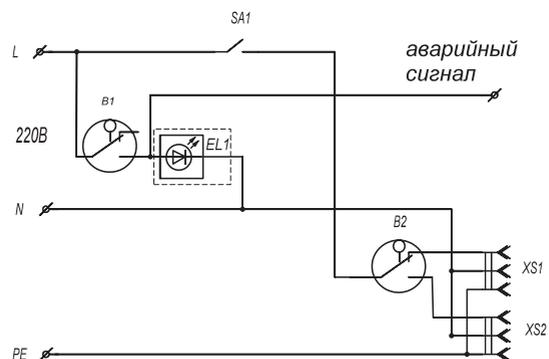 SA1
L
аварийный
сигнал
B1
220В
EL1
N
B2
XS1
XS2
PE